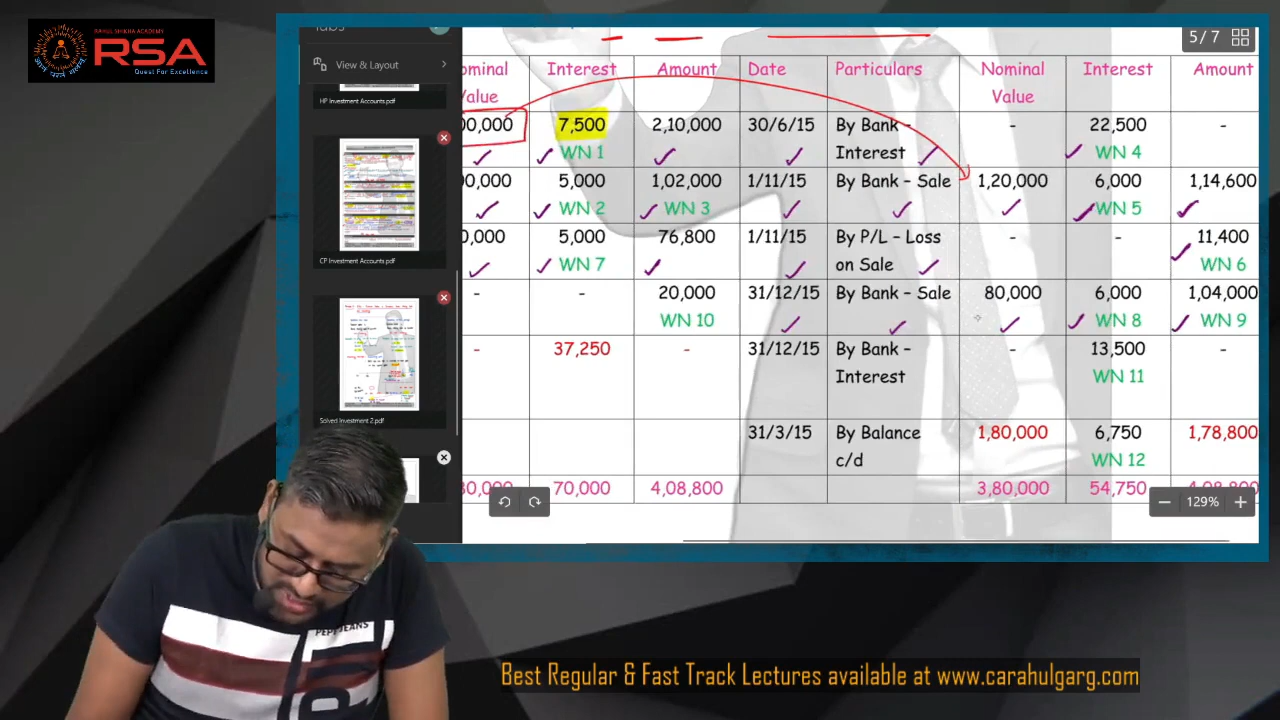 RAHUL SHIKHA ACADEMY
RSA
Quest For Excellence
View & Layout
HP Investment Accounts.pdf
CP Investment Accounts.pdf
Solved Investment 2.pdf
5 / 7
Interest Amount Date Particulars Nominal Value Interest Amount
Value
7,500 2,10,000 30/6/15 By Bank – Interest - 22,500 -
WN 1 WN 4
5,000 1,02,000 1/11/15 By Bank – Sale 1,20,000 6,000 1,14,600
WN 2 WN 3 WN 5
5,000 76,800 1/11/15 By P/L – Loss on Sale - - 11,400
WN 7 WN 6
- - 20,000 31/12/15 By Bank – Sale 80,000 6,000 1,04,000
WN 10 WN 8 WN 9
- 37,250 - 31/12/15 By Bank – Interest - 13,500 -
WN 11
31/3/15 By Balance c/d 1,80,000 6,750 1,78,800
WN 12
70,000 4,08,800 3,80,000 54,750
129%
PEPE JEANS
Best Regular & Fast Track Lectures available at www.carahulgarg.com